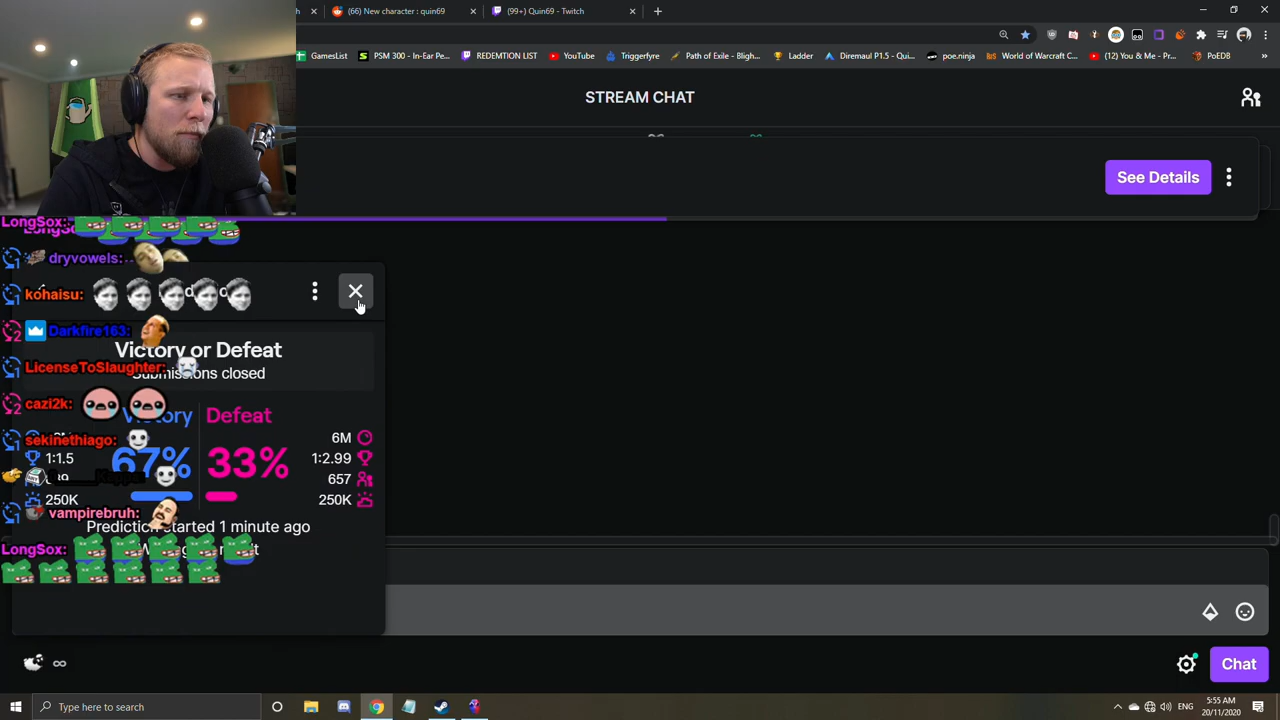 (66) New character : quin69
(99+) Quin69 - Twitch
GamesList
PSM 300 - In-Ear Pe...
REDEMTION LIST
YouTube
Triggerfyre
Path of Exile - Bligh...
Ladder
Diremaul P1.5 - Qui...
poe.ninja
World of Warcraft C...
(12) You & Me - Pr...
PoEDB
STREAM CHAT
See Details
LongSox:
dryvowels:
kohaisu:
Darkfire163:
Victory or Defeat
LicenseToSlaughter:
Submissions closed
cazi2k:
Victory Defeat
sekinethiago:
6M
1:1.5 67% 33% 1:2.99
657
250K 250K
vampirebruh:
Prediction started 1 minute ago
LongSox:
∞
Chat
Type here to search
ENG
5:55 AM
20/11/2020